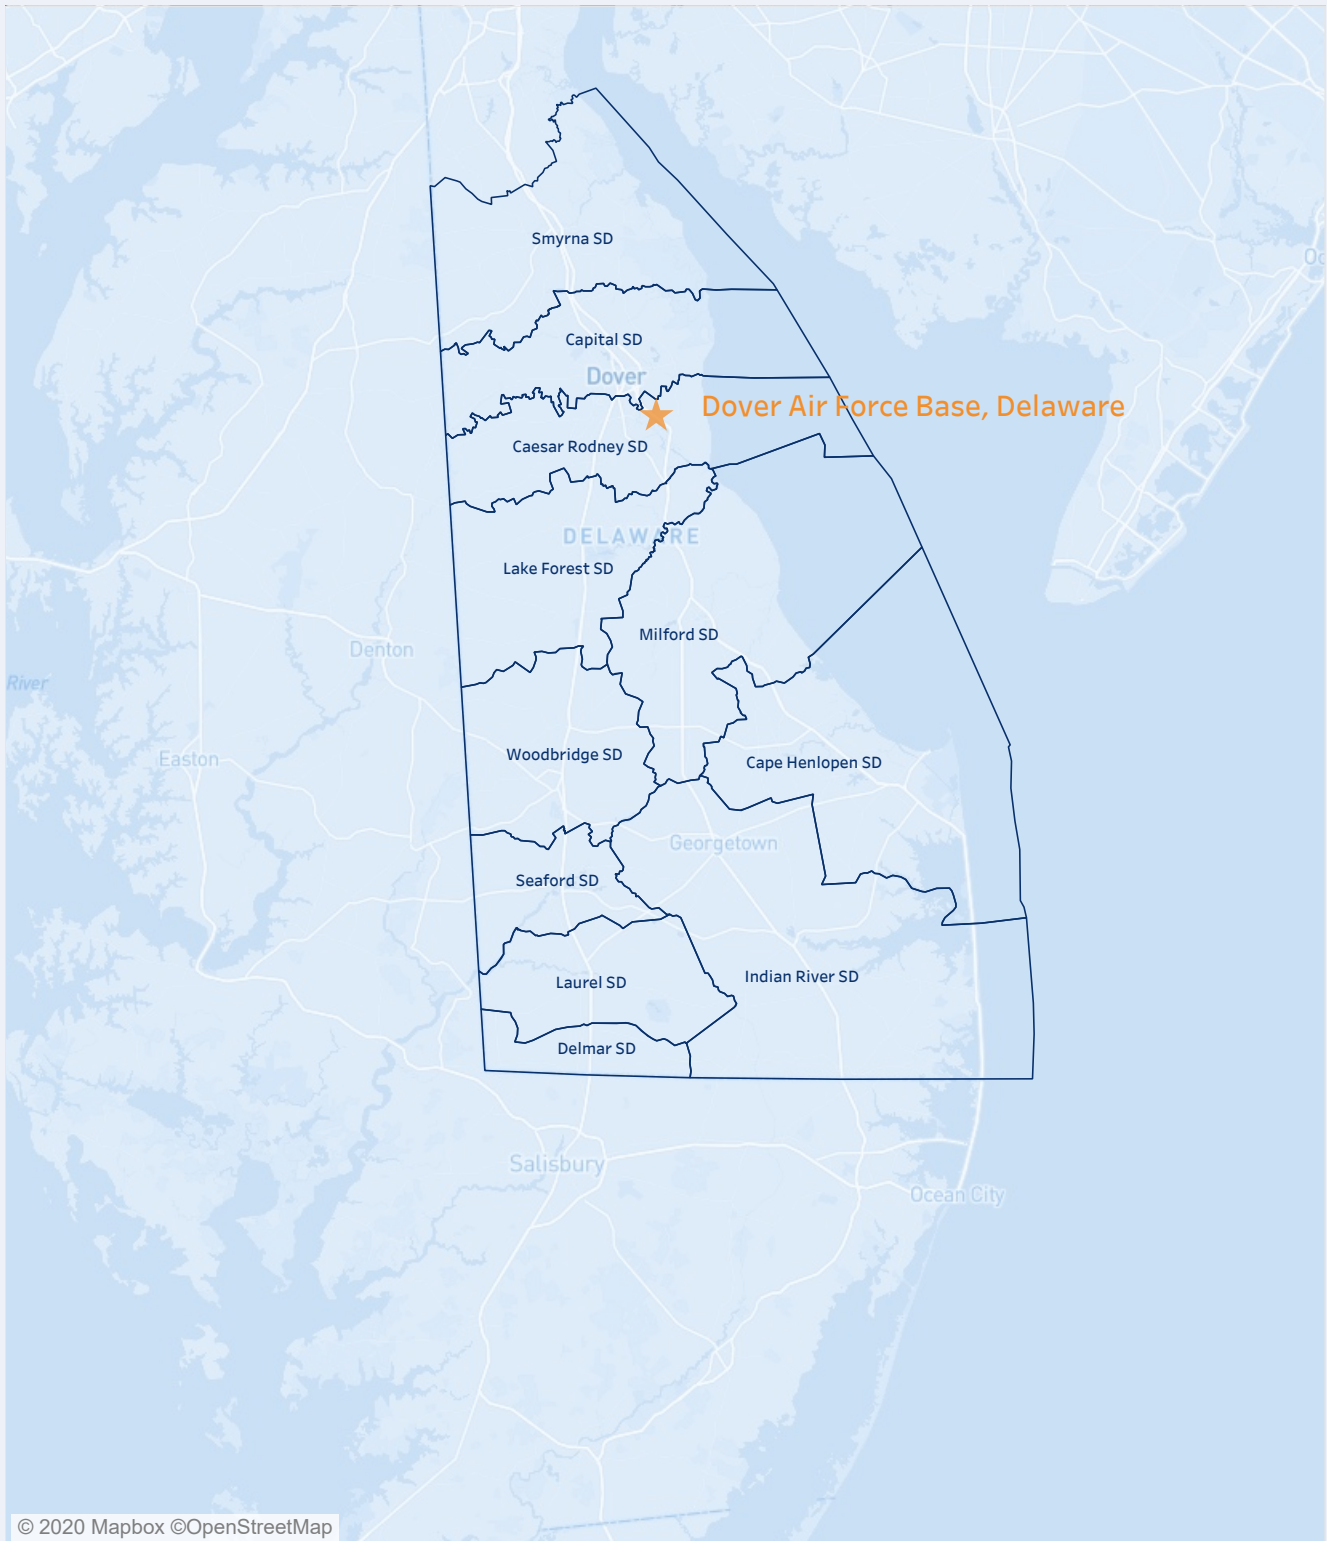 Smyrna SD
Oc
Capital SD
Dover
Dover Air Force Base, Delaware
Caesar Rodney SD
DELAWARE
Lake Forest SD
Milford SD
Denton
River
Woodbridge SD
Easton
Cape Henlopen SD
Georgetown
Seaford SD
Indian River SD
Laurel SD
Delmar SD
Salisbury
Ocean City
© 2020 Mapbox ©OpenStreetMap